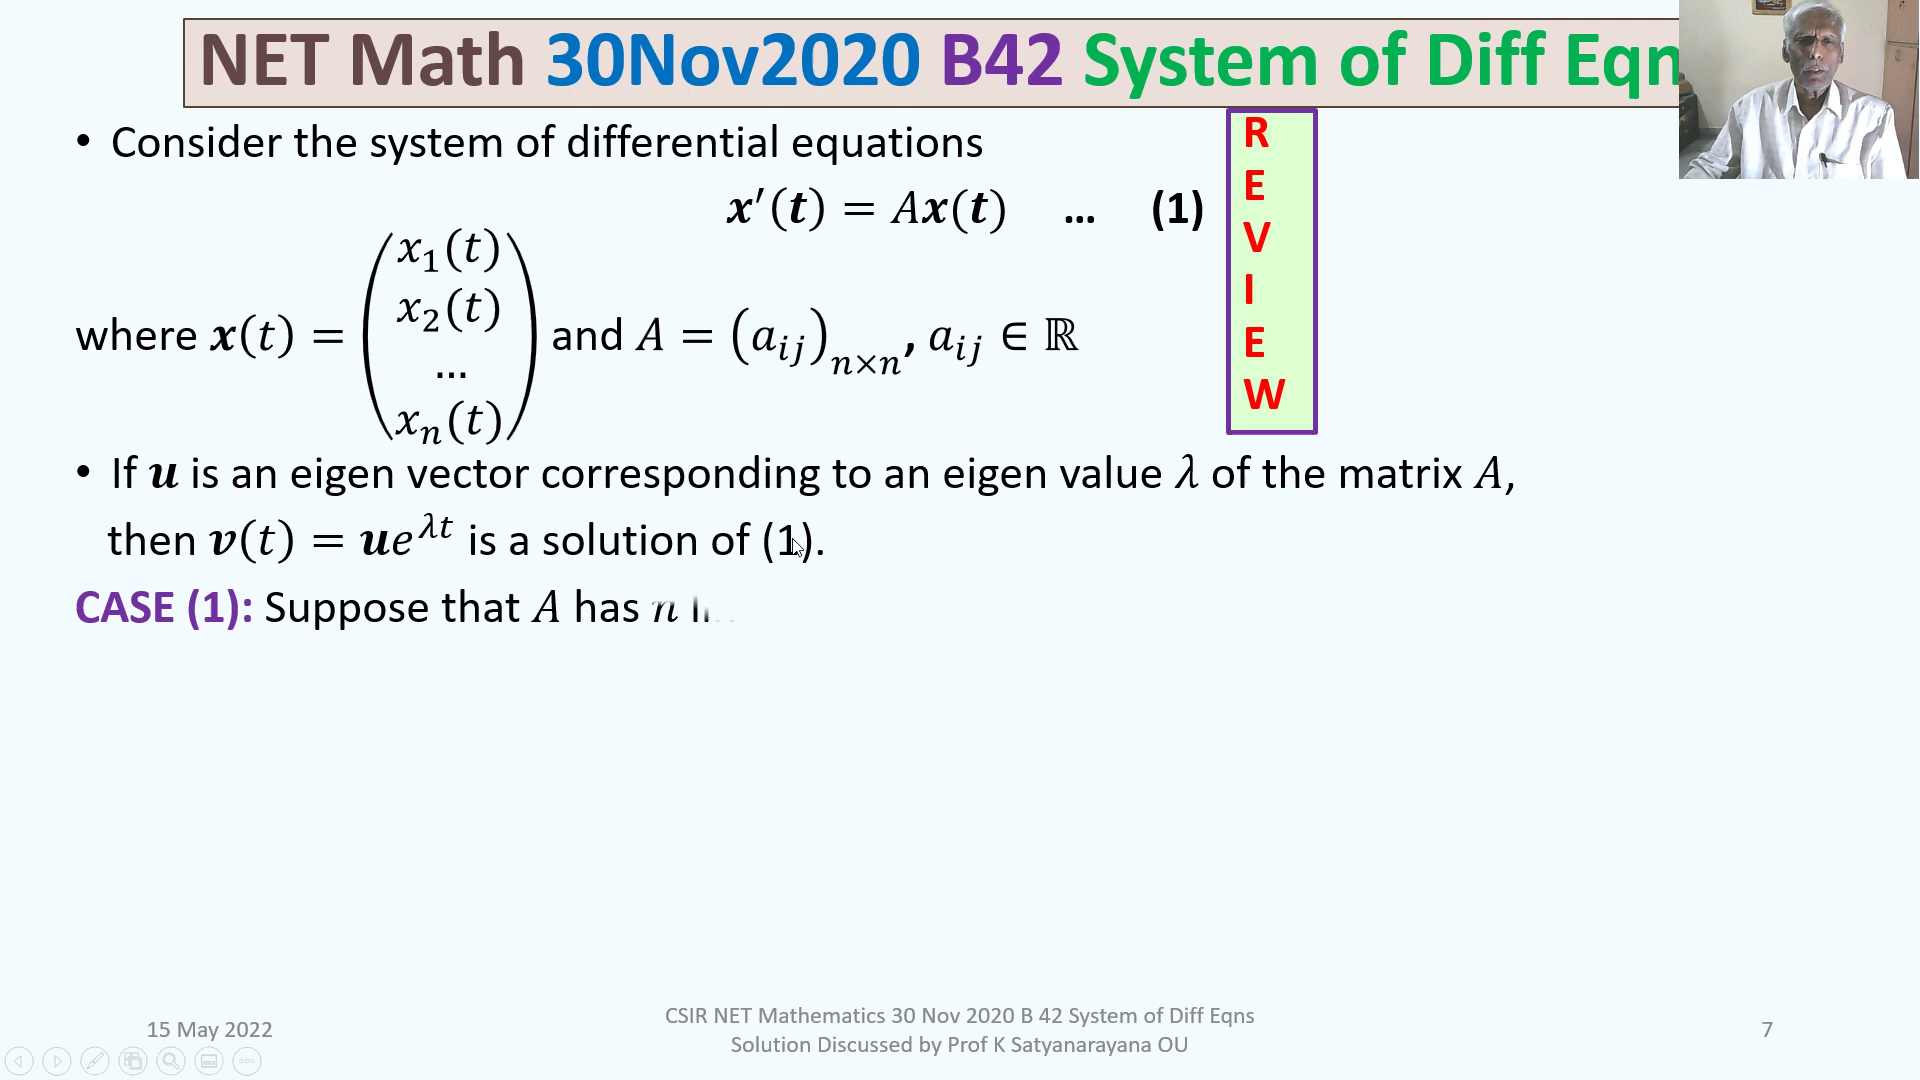 NET Math 30Nov2020 B42 System of Diff Eqn
• Consider the system of differential equations
𝒙′(𝒕) = A𝒙(𝒕) … (1)
where 𝒙(t) = (x₁(t) x₂(t) … xₙ(t)) and A = (aᵢⱼ)ₙ×ₙ, aᵢⱼ ∈ ℝ
R
E
V
I
E
W
• If 𝒖 is an eigen vector corresponding to an eigen value λ of the matrix A,
then 𝒗(t) = 𝒖e^λt is a solution of (1).
CASE (1): Suppose that A has n
15 May 2022
CSIR NET Mathematics 30 Nov 2020 B 42 System of Diff Eqns
Solution Discussed by Prof K Satyanarayana OU
7